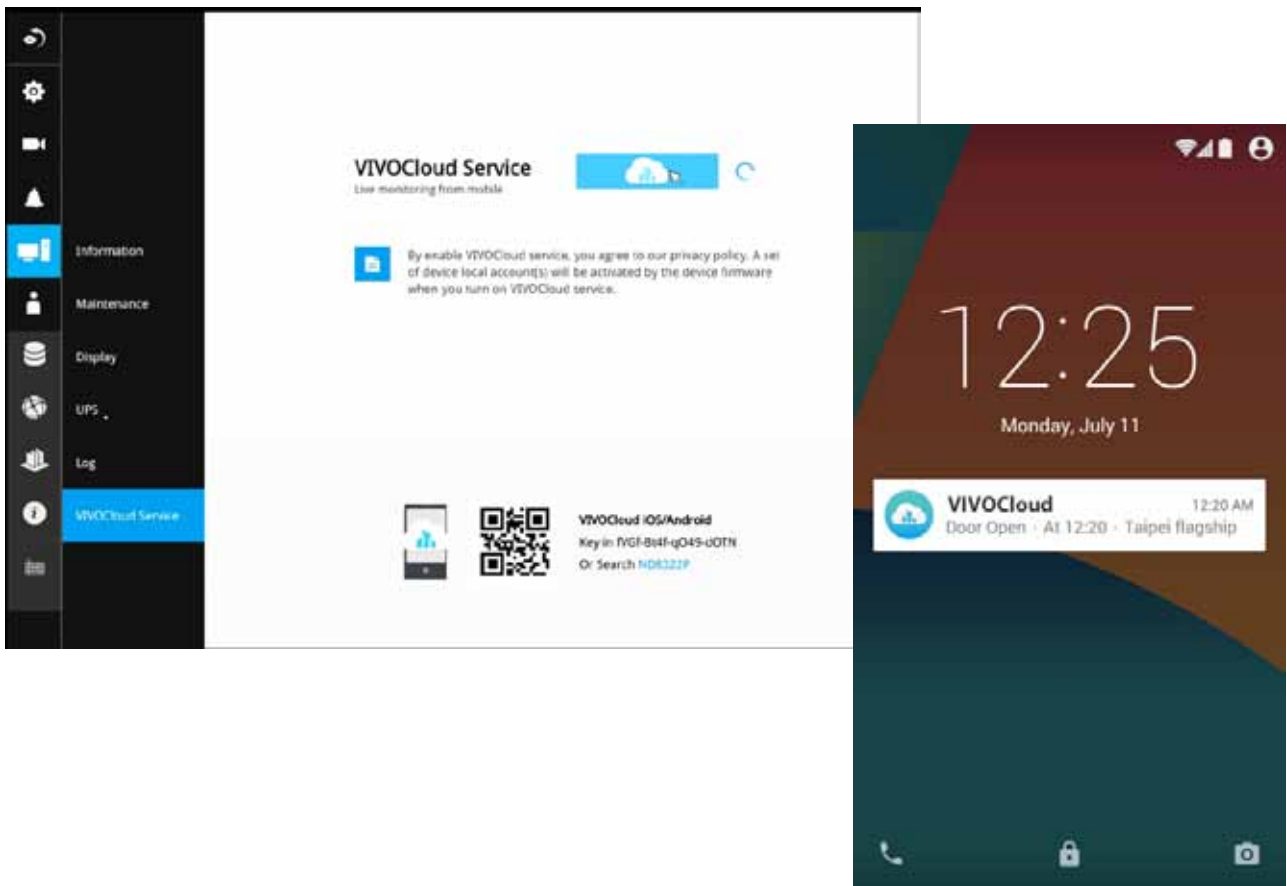 VIVOCloud Service
Live monitoring from mobile
By enable VIVOCloud service, you agree to our privacy policy. A set
of device local account(s) will be activated by the device firmware
when you turn on VIVOCloud service.
Information
Maintenance
Display
UPS
Log
VIVOCloud Service
VIVOCloud iOS/Android
Key in
Or Search ND8322P
12:25
Monday, July 11
VIVOCloud 12:20 AM
Door Open · At 12:20 · Taipei flagship